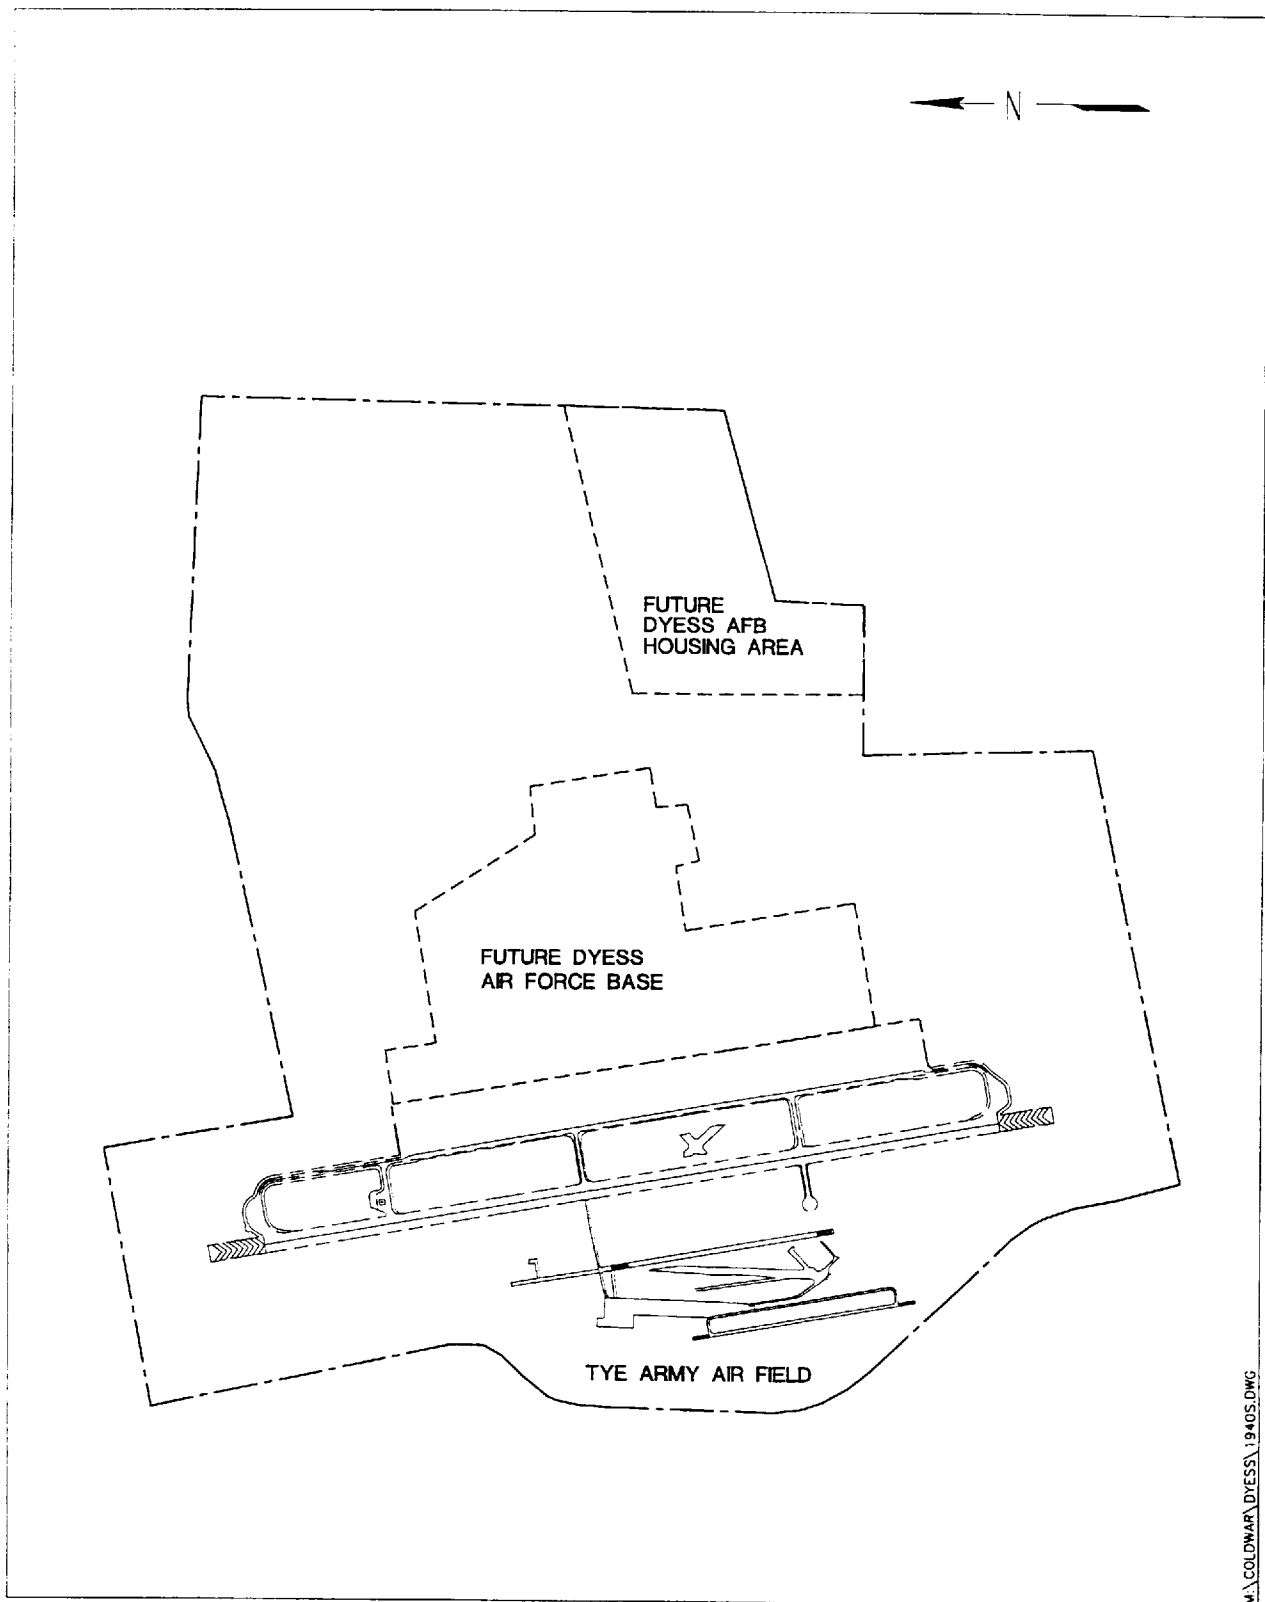 N
FUTURE
DYESS AFB
HOUSING AREA
FUTURE DYESS
AIR FORCE BASE
TYE ARMY AIR FIELD
M:\COLDWAR\DYESS\1940S.DWG